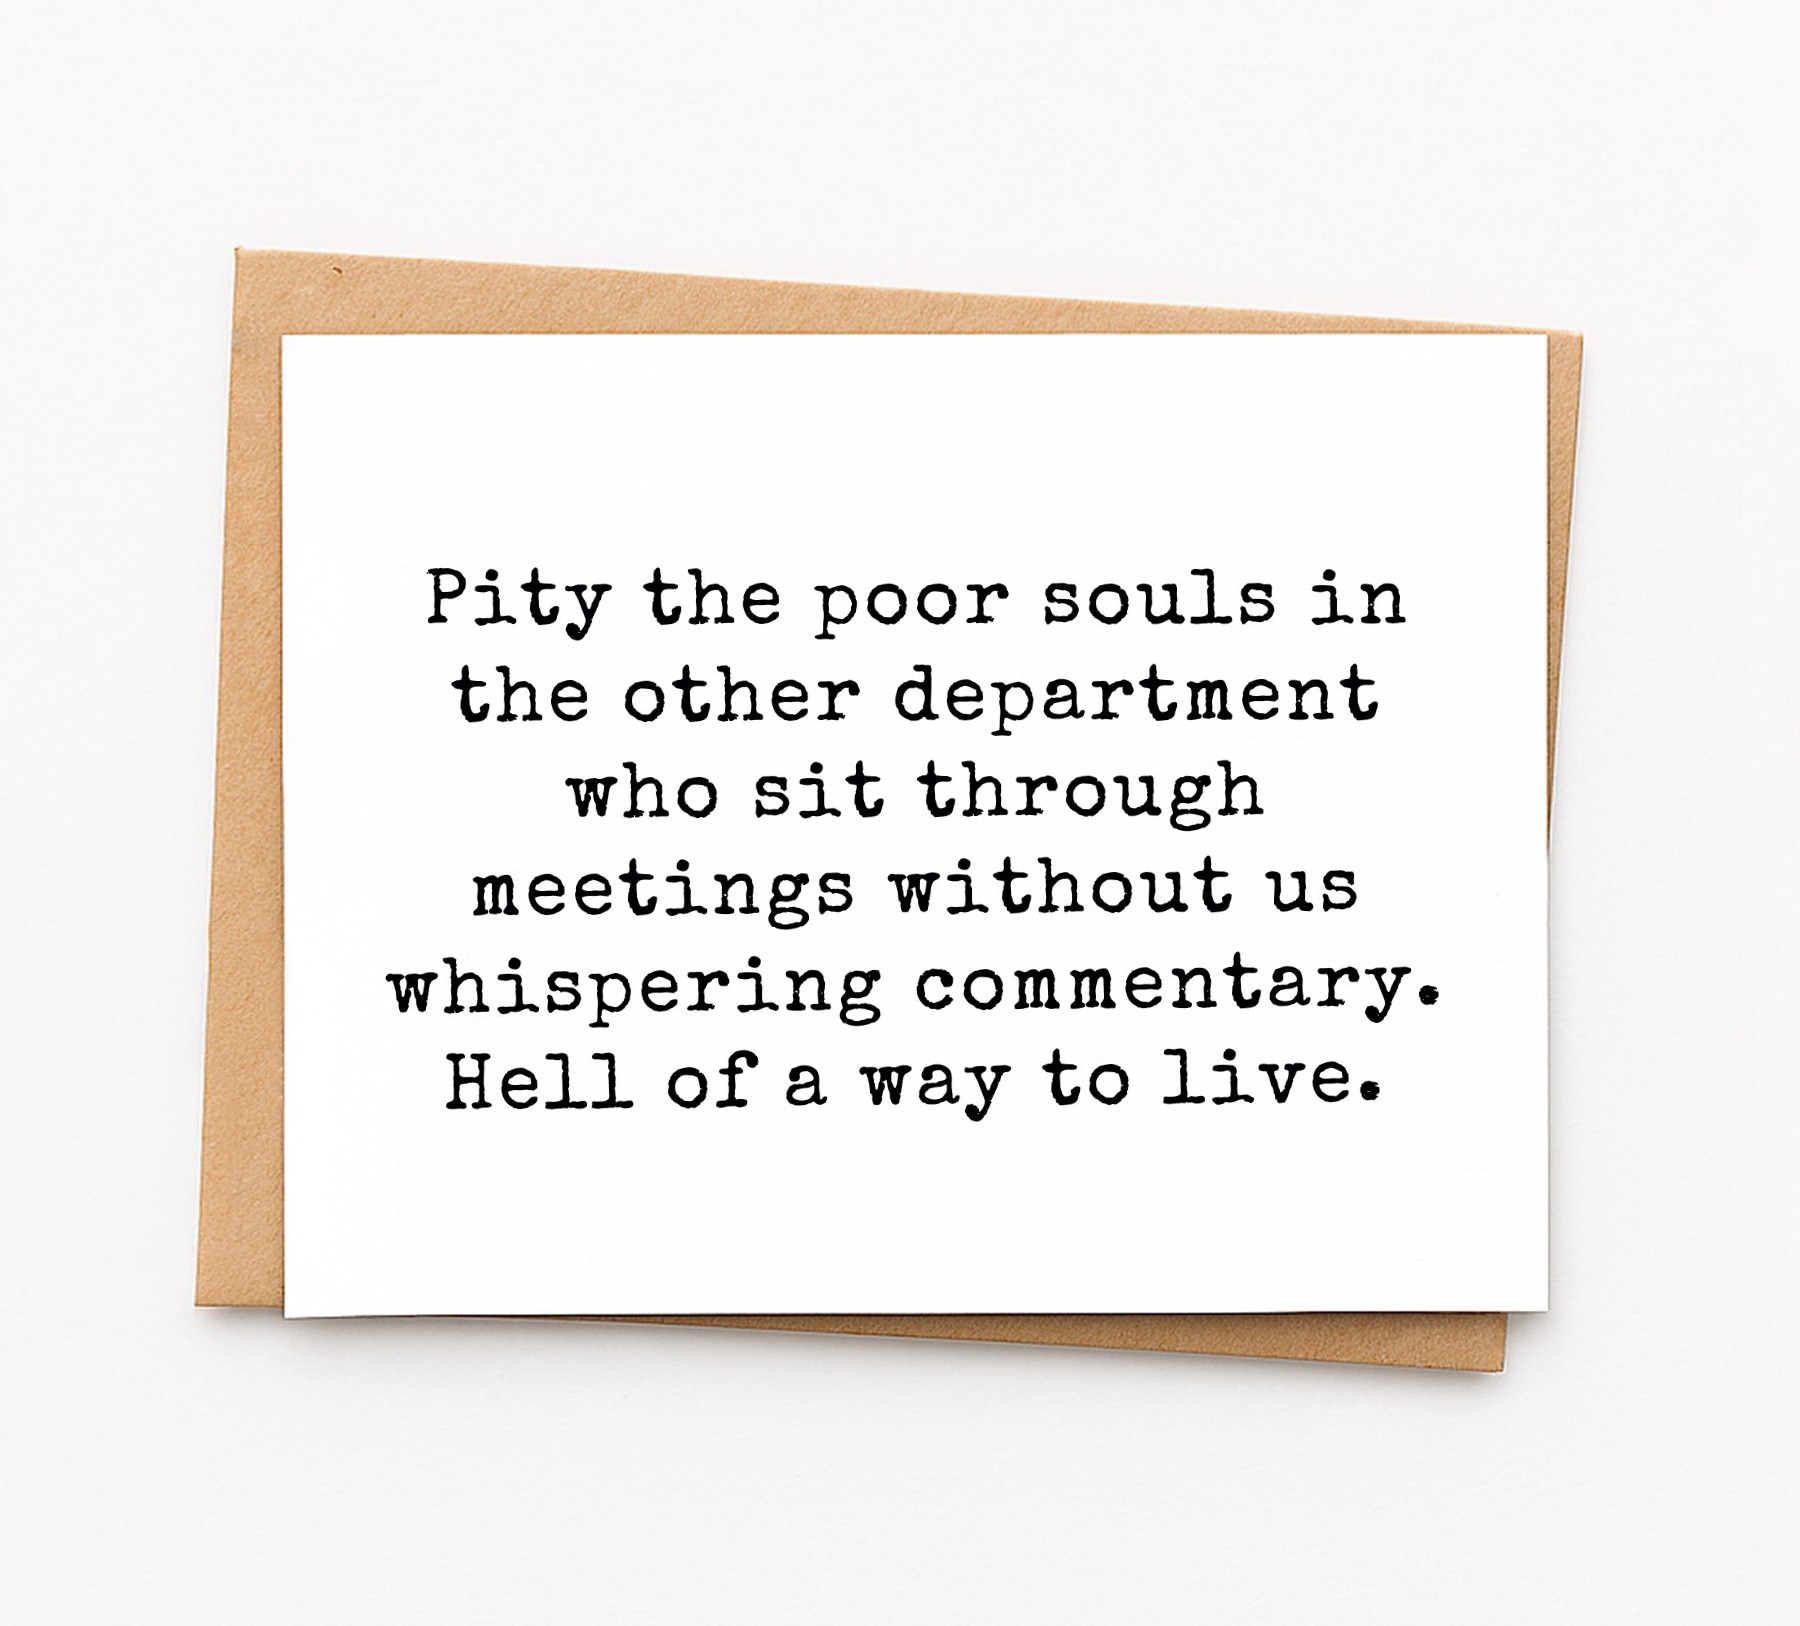 Pity the poor souls in
the other department
who sit through
meetings without us
whispering commentary.
Hell of a way to live.